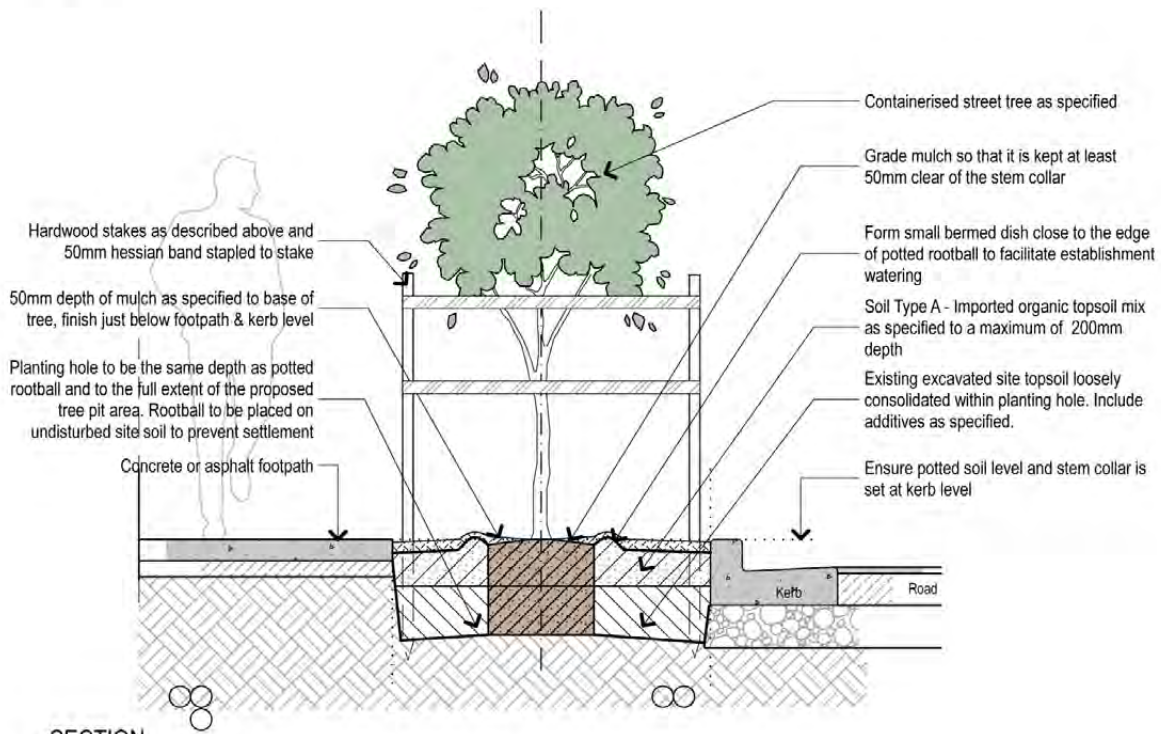 Hardwood stakes as described above and
50mm hessian band stapled to stake
50mm depth of mulch as specified to base of
tree, finish just below footpath & kerb level
Planting hole to be the same depth as potted
rootball and to the full extent of the proposed
tree pit area. Rootball to be placed on
undisturbed site soil to prevent settlement
Concrete or asphalt footpath
Containerised street tree as specified
Grade mulch so that it is kept at least
50mm clear of the stem collar
Form small bermed dish close to the edge
of potted rootball to facilitate establishment
watering
Soil Type A - Imported organic topsoil mix
as specified to a maximum of 200mm
depth
Existing excavated site topsoil loosely
consolidated within planting hole. Include
additives as specified.
Ensure potted soil level and stem collar is
set at kerb level
Kerb
Road
SECTION